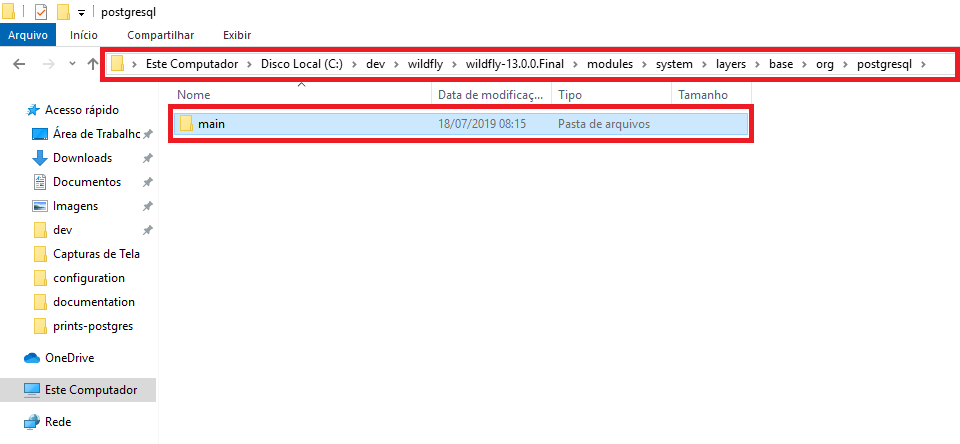 postgresql
Arquivo Início Compartilhar Exibir
Este Computador > Disco Local (C:) > dev > wildfly > wildfly-13.0.0.Final > modules > system > layers > base > org > postgresql >
Nome Data de modificaç... Tipo Tamanho
main 18/07/2019 08:15 Pasta de arquivos
Acesso rápido
Área de Trabalho
Downloads
Documentos
Imagens
dev
Capturas de Tela
configuration
documentation
prints-postgres
OneDrive
Este Computador
Rede